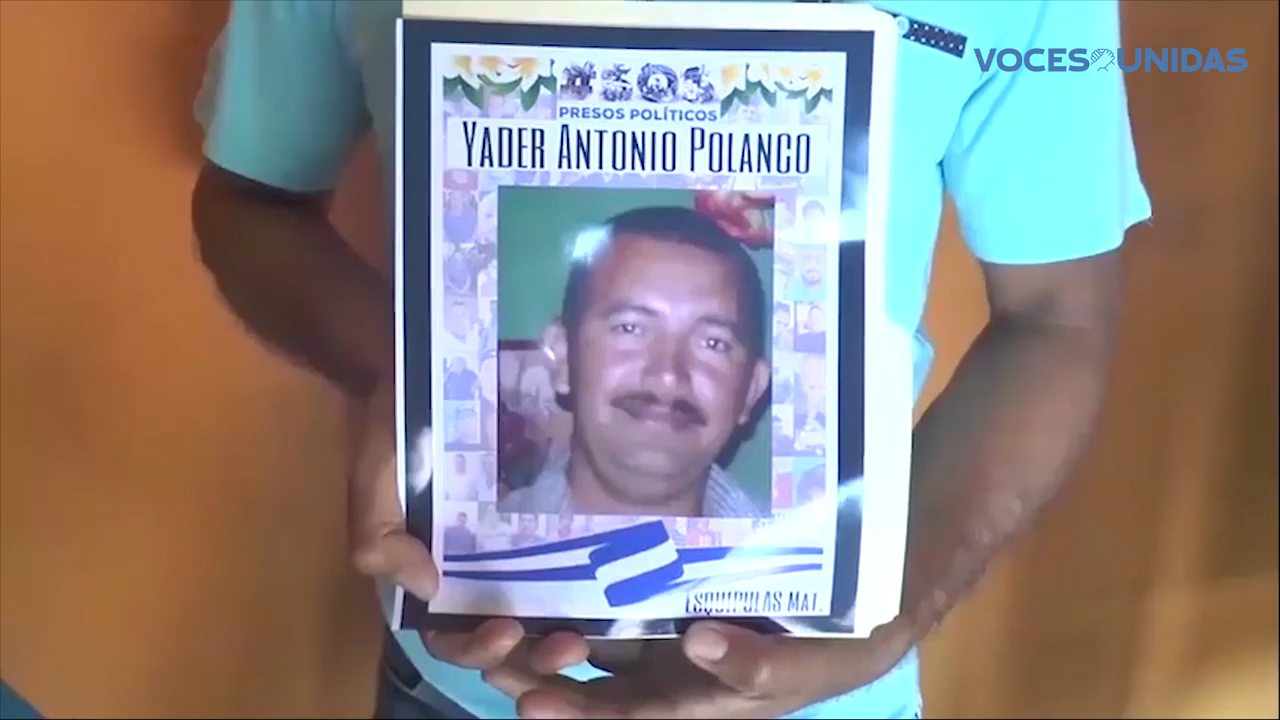 VOCES UNIDAS
#SOS
PRESOS POLÍTICOS
YADER ANTONIO POLANCO
ESQUIPULAS MAT.